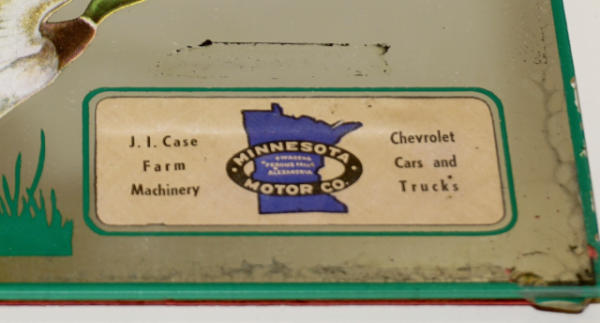 J. I. Case
Farm
Machinery
MINNESOTA
FERGUS FALLS
ALEXANDRIA
MOTOR CO.
Chevrolet
Cars and
Trucks